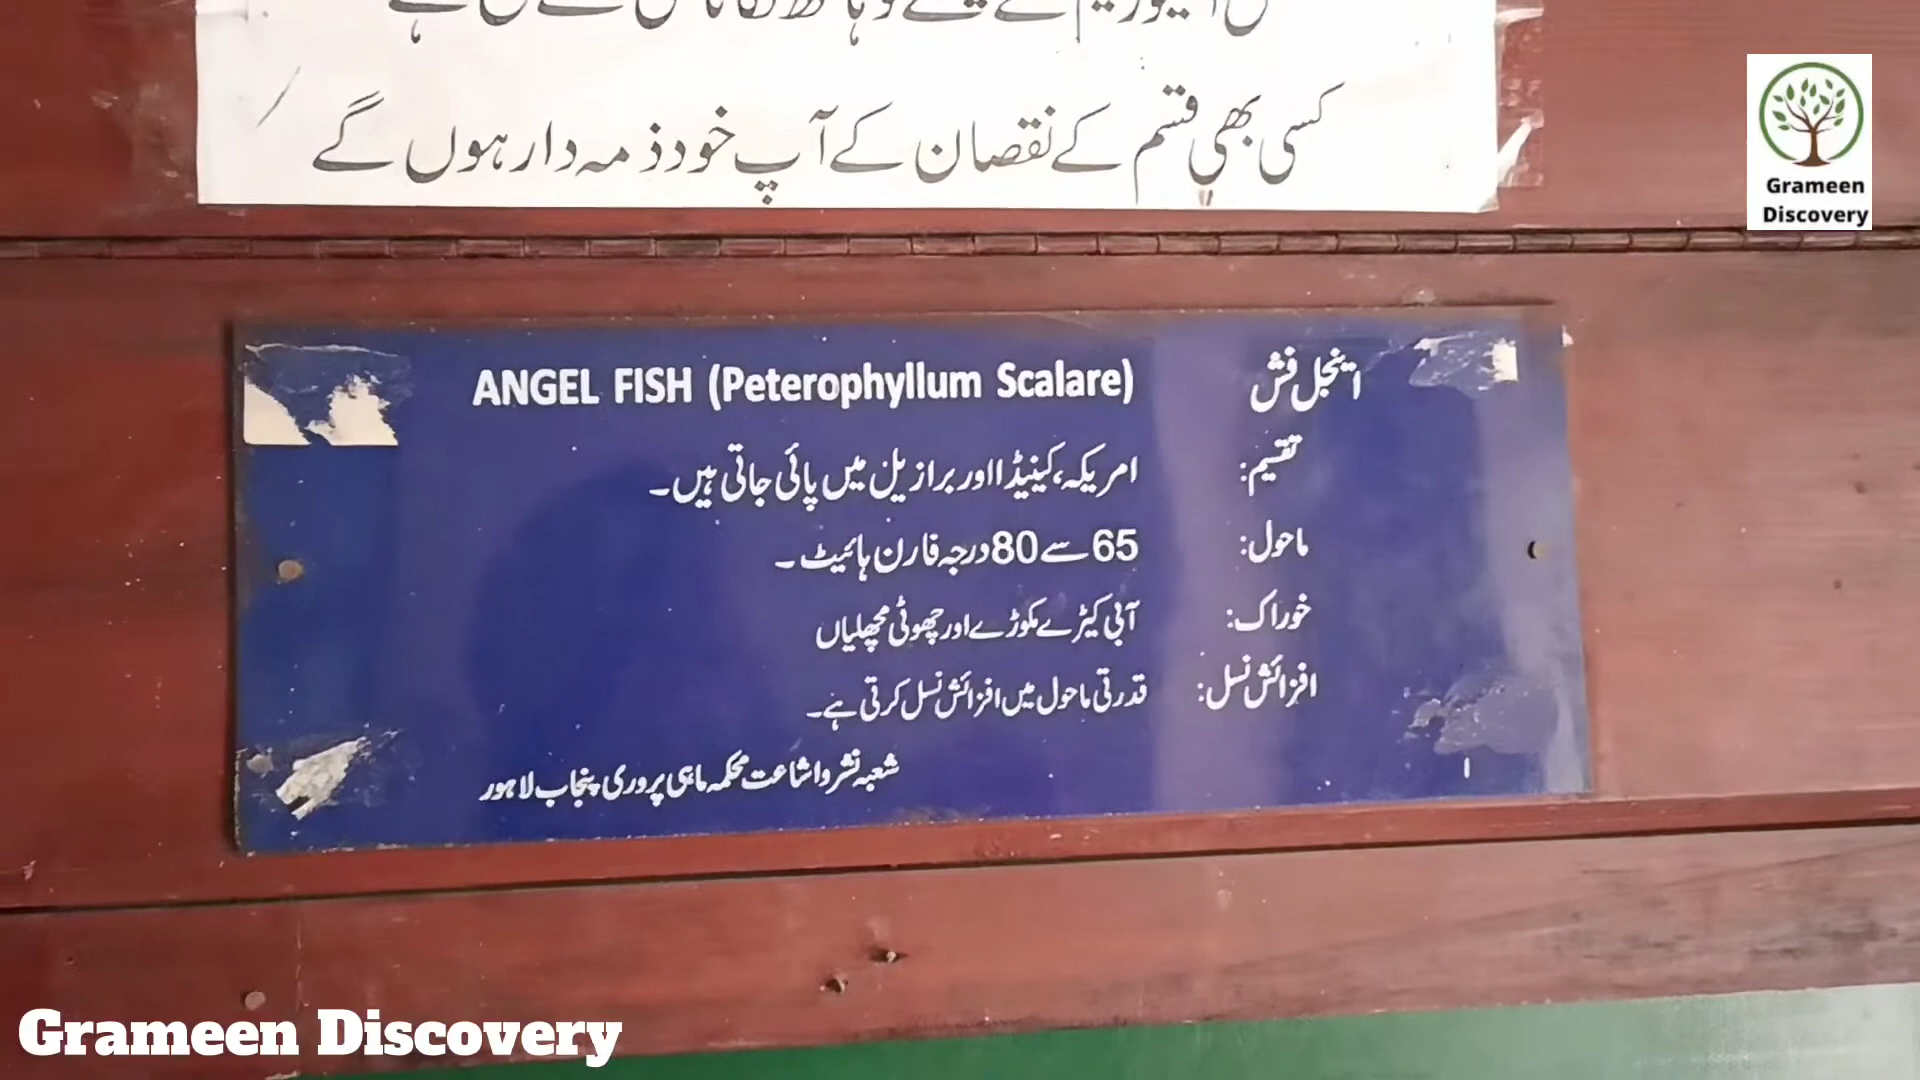 کسی بھی قسم کے نقصان کے آپ خود ذمہ دار ہوں گے
Grameen
Discovery
ANGEL FISH (Peterophyllum Scalare) اینجل فش
تقسیم: امریکہ، کینیڈا اور برازیل میں پائی جاتی ہیں۔
ماحول: 65 سے 80 درجہ فارن ہائیٹ۔
خوراک: آبی کیڑے مکوڑے اور چھوٹی مچھلیاں
افزائش نسل: قدرتی ماحول میں افزائش نسل کرتی ہے۔
شعبہ نشر و اشاعت محکمہ ماہی پروری پنجاب لاہور
Grameen Discovery